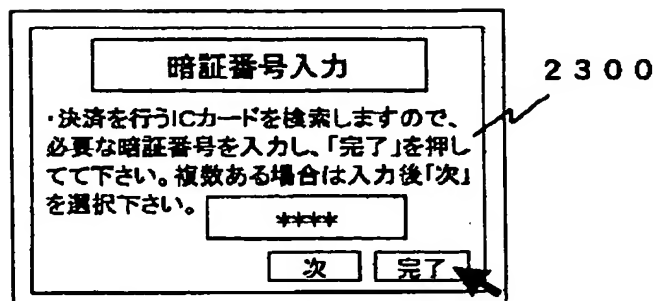 暗証番号入力
２３００
・決済を行うICカードを検索しますので、
必要な暗証番号を入力し、「完了」を押し
てて下さい。複数ある場合は入力後「次」
を選択下さい。
****
次 完了